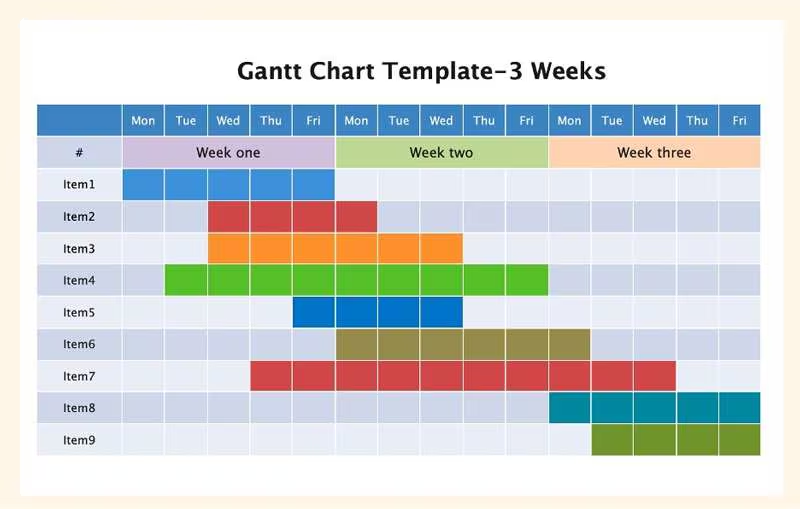 Gantt Chart Template-3 Weeks
Mon Tue Wed Thu Fri Mon Tue Wed Thu Fri Mon Tue Wed Thu Fri
# Week one Week two Week three
Item1
Item2
Item3
Item4
Item5
Item6
Item7
Item8
Item9